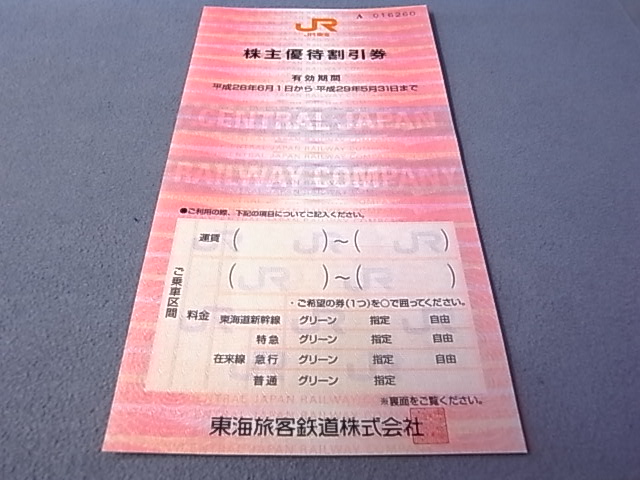 A 016260
JR
JR東海
株主優待割引券
有効期間
平成28年6月1日から 平成29年5月31日まで
CENTRAL JAPAN
RAILWAY COMPANY
●ご利用の際、下記の項目についてご記入ください。
ご乗車区間
運賃 ( )～( )
( )～( )
・ご希望の券(1つ)を○で囲ってください。
料金 東海道新幹線 グリーン 指定 自由
特急 グリーン 指定 自由
在来線 急行 グリーン 指定 自由
普通 グリーン 指定
※裏面をご覧ください。
東海旅客鉄道株式会社